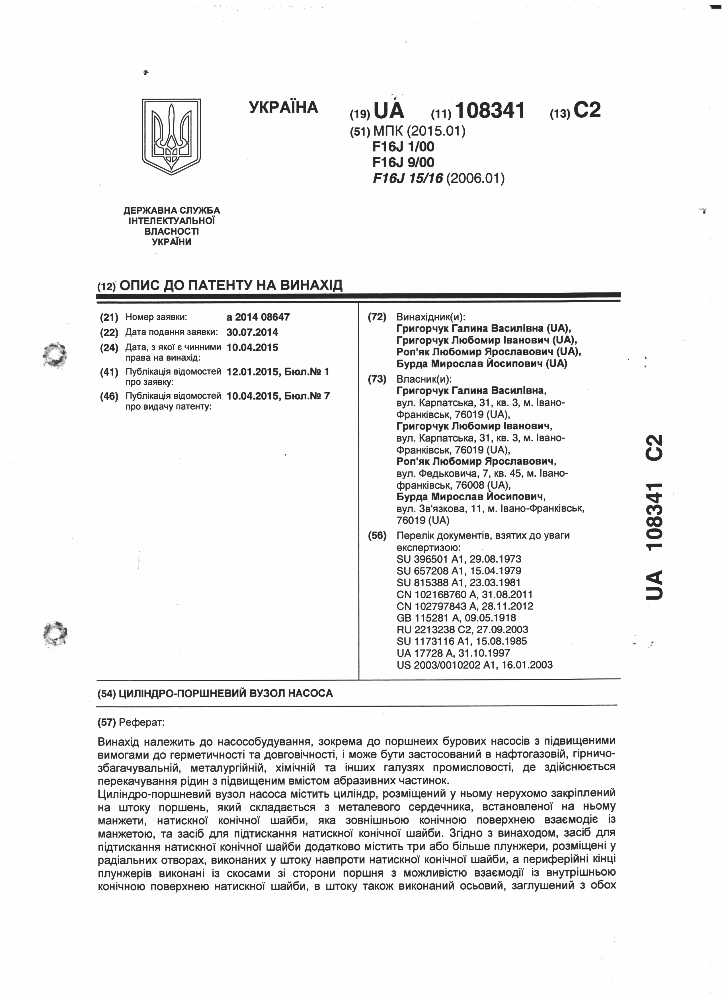 УКРАЇНА
(19) UA (11) 108341 (13) C2
(51) МПК (2015.01)
F16J 1/00
F16J 9/00
F16J 15/16 (2006.01)
ДЕРЖАВНА СЛУЖБА
ІНТЕЛЕКТУАЛЬНОЇ
ВЛАСНОСТІ
УКРАЇНИ
(12) ОПИС ДО ПАТЕНТУ НА ВИНАХІД
(21) Номер заявки: а 2014 08647
(22) Дата подання заявки: 30.07.2014
(24) Дата, з якої є чинними 10.04.2015
права на винахід:
(41) Публікація відомостей 12.01.2015, Бюл.№ 1
про заявку:
(46) Публікація відомостей 10.04.2015, Бюл.№ 7
про видачу патенту:
(72) Винахідник(и):
Григорчук Галина Василівна (UA),
Григорчук Любомир Іванович (UA),
Роп'як Любомир Ярославович (UA),
Бурда Мирослав Йосипович (UA)
(73) Власник(и):
Григорчук Галина Василівна,
вул. Карпатська, 31, кв. 3, м. Івано-
Франківськ, 76019 (UA),
Григорчук Любомир Іванович,
вул. Карпатська, 31, кв. 3, м. Івано-
Франківськ, 76019 (UA),
Роп'як Любомир Ярославович,
вул. Федьковича, 7, кв. 45, м. Івано-
франківськ, 76008 (UA),
Бурда Мирослав Йосипович,
вул. Зв'язкова, 11, м. Івано-Франківськ,
76019 (UA)
(56) Перелік документів, взятих до уваги
експертизою:
SU 396501 A1, 29.08.1973
SU 657208 A1, 15.04.1979
SU 815388 A1, 23.03.1981
CN 102168760 A, 31.08.2011
CN 102797843 A, 28.11.2012
GB 115281 A, 09.05.1918
RU 2213238 C2, 27.09.2003
SU 1173116 A1, 15.08.1985
UA 17728 A, 31.10.1997
US 2003/0010202 A1, 16.01.2003
UA 108341 C2
(54) ЦИЛІНДРО-ПОРШНЕВИЙ ВУЗОЛ НАСОСА
(57) Реферат:
Винахід належить до насособудування, зокрема до поршнеих бурових насосів з підвищеними
вимогами до герметичності та довговічності, і може бути застосований в нафтогазовій, гірничо-
збагачувальній, металургійній, хімічній та інших галузях промисловості, де здійснюється
перекачування рідин з підвищеним вмістом абразивних частинок.
Циліндро-поршневий вузол насоса містить циліндр, розміщений у ньому нерухомо закріплений
на штоку поршень, який складається з металевого сердечника, встановленої на ньому
манжети, натискної конічної шайби, яка зовнішньою конічною поверхнею взаємодіє із
манжетою, та засіб для підтискання натискної конічної шайби. Згідно з винаходом, засіб для
підтискання натискної конічної шайби додатково містить три або більше плунжери, розміщені у
радіальних отворах, виконаних у штоку навпроти натискної конічної шайби, а периферійні кінці
плунжерів виконані із скосами зі сторони поршня з можливістю взаємодії із внутрішньою
конічною поверхнею натискної шайби, в штоку також виконаний осьовий, заглушений з обох